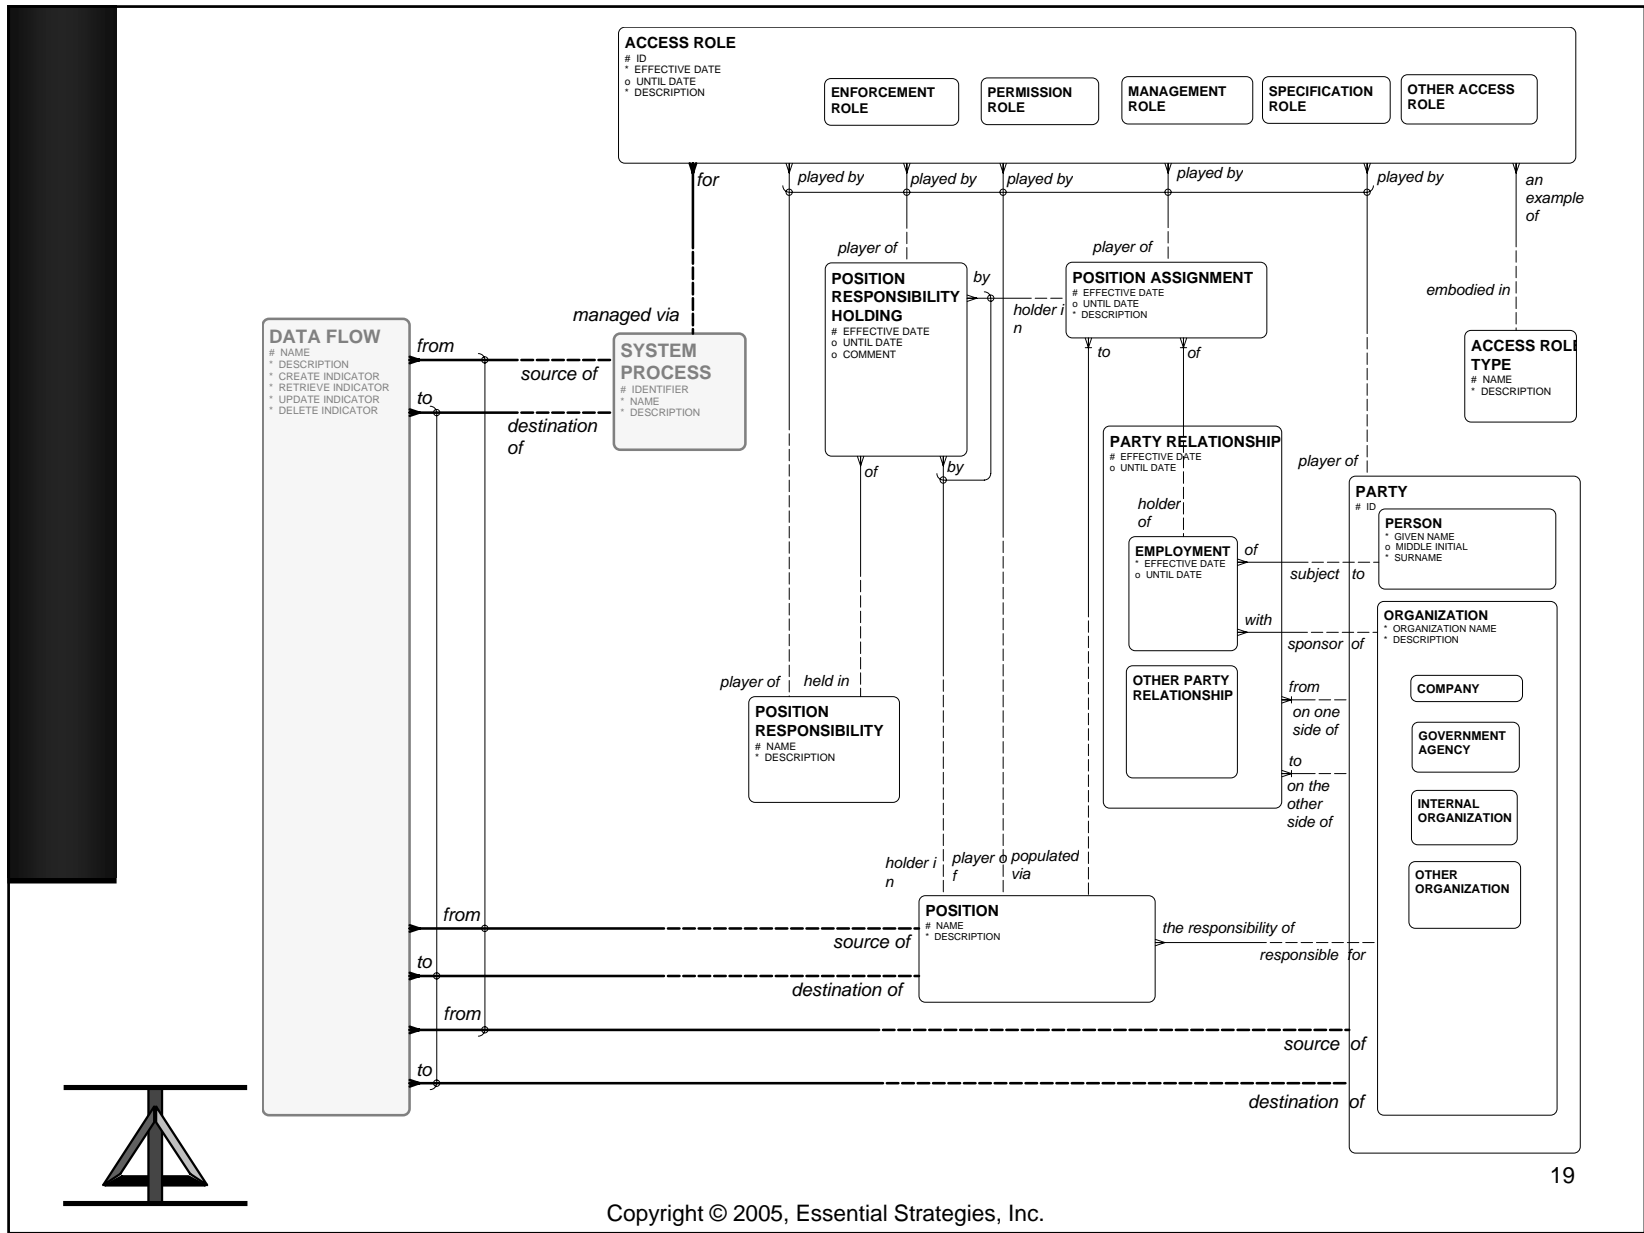 ACCESS ROLE
# ID
* EFFECTIVE DATE
o UNTIL DATE
* DESCRIPTION
ENFORCEMENT
ROLE
PERMISSION
ROLE
MANAGEMENT
ROLE
SPECIFICATION
ROLE
OTHER ACCESS
ROLE
for
played by
played by
played by
played by
played by
an
example
of
player of
player of
by
holder i
n
embodied in
managed via
POSITION
RESPONSIBILITY
HOLDING
# EFFECTIVE DATE
o UNTIL DATE
o COMMENT
POSITION ASSIGNMENT
# EFFECTIVE DATE
o UNTIL DATE
* DESCRIPTION
to
of
ACCESS ROLE
TYPE
# NAME
* DESCRIPTION
DATA FLOW
# NAME
* DESCRIPTION
* CREATE INDICATOR
* RETRIEVE INDICATOR
* UPDATE INDICATOR
* DELETE INDICATOR
from
source of
to
destination
of
SYSTEM
PROCESS
# IDENTIFIER
* NAME
* DESCRIPTION
of
by
PARTY RELATIONSHIP
# EFFECTIVE DATE
o UNTIL DATE
holder
of
player of
PARTY
# ID
PERSON
* GIVEN NAME
o MIDDLE INITIAL
* SURNAME
EMPLOYMENT
* EFFECTIVE DATE
o UNTIL DATE
of
subject to
with
sponsor of
ORGANIZATION
* ORGANIZATION NAME
* DESCRIPTION
OTHER PARTY
RELATIONSHIP
from
on one
side of
to
on the
other
side of
COMPANY
GOVERNMENT
AGENCY
INTERNAL
ORGANIZATION
OTHER
ORGANIZATION
player of
held in
POSITION
RESPONSIBILITY
# NAME
* DESCRIPTION
holder i
n
player o
f
populated
via
POSITION
# NAME
* DESCRIPTION
the responsibility of
responsible for
from
source of
to
destination of
from
source of
to
destination of
19
Copyright © 2005, Essential Strategies, Inc.